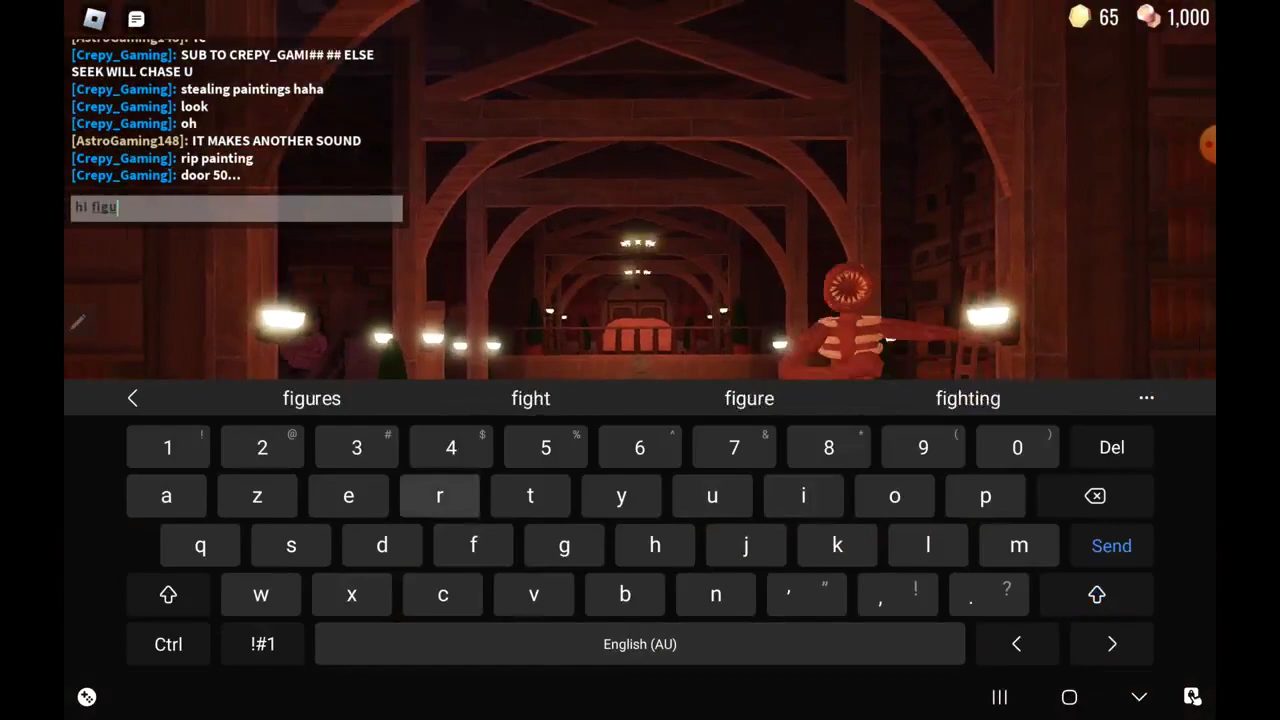 65 1,000
[AstroGaming148]:
[Crepy_Gaming]: SUB TO CREPY_GAMI## ## ELSE
SEEK WILL CHASE U
[Crepy_Gaming]: stealing paintings haha
[Crepy_Gaming]: look
[Crepy_Gaming]: oh
[AstroGaming148]: IT MAKES ANOTHER SOUND
[Crepy_Gaming]: rip painting
[Crepy_Gaming]: door 50...
hi figu
figures fight figure fighting ...
1 ! 2 @ 3 # 4 $ 5 % 6 ^ 7 & 8 * 9 ( 0 ) Del
a z e r t y u i o p
q s d f g h j k l m Send
w x c v b n ' " , ! . ?
Ctrl !#1 English (AU) < >